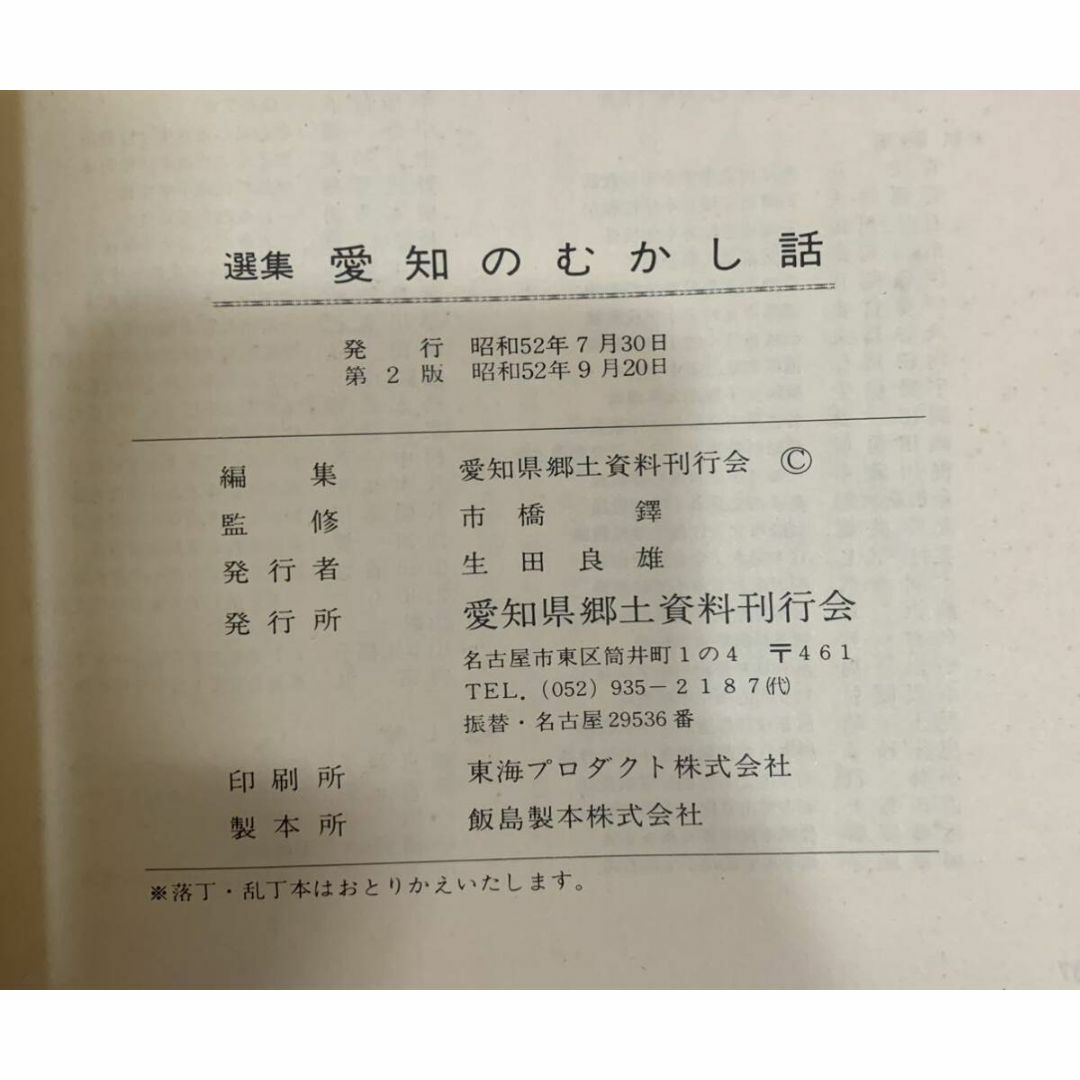 選集 愛知のむかし話
発行 昭和52年7月30日
第2版 昭和52年9月20日
編集 愛知県郷土資料刊行会 ©
監修 市橋鐸
発行者 生田良雄
発行所 愛知県郷土資料刊行会
名古屋市東区筒井町1の4 〒461
TEL. (052) 935-2187㈹
振替・名古屋29536番
印刷所 東海プロダクト株式会社
製本所 飯島製本株式会社
※落丁・乱丁本はおとりかえいたします。